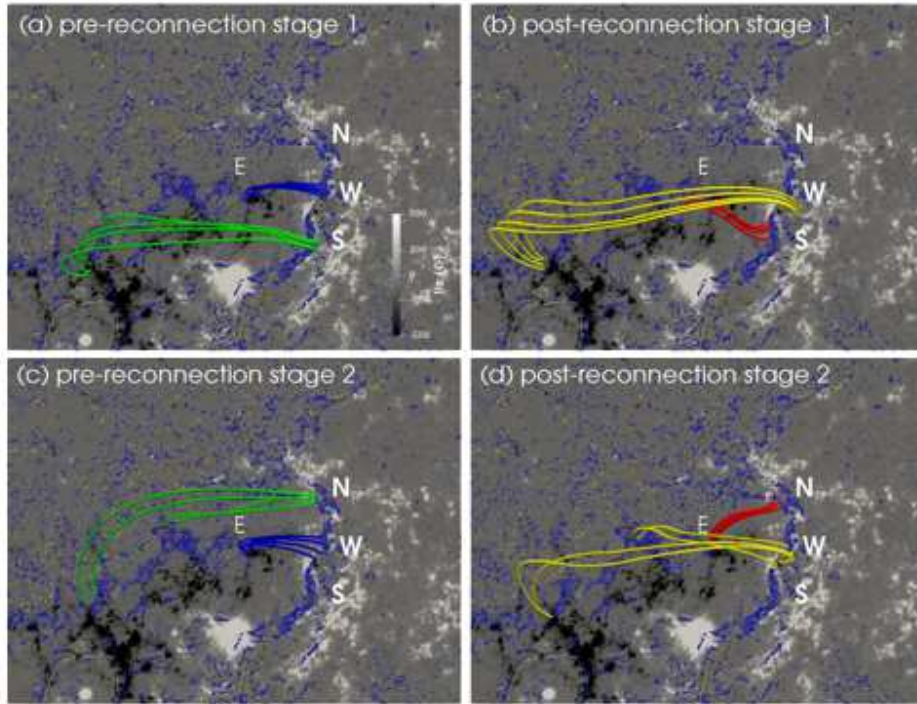 (a) pre-reconnection stage 1
N
E
W
S
(b) post-reconnection stage 1
N
E
W
S
(c) pre-reconnection stage 2
N
E
W
S
(d) post-reconnection stage 2
N
E
W
S